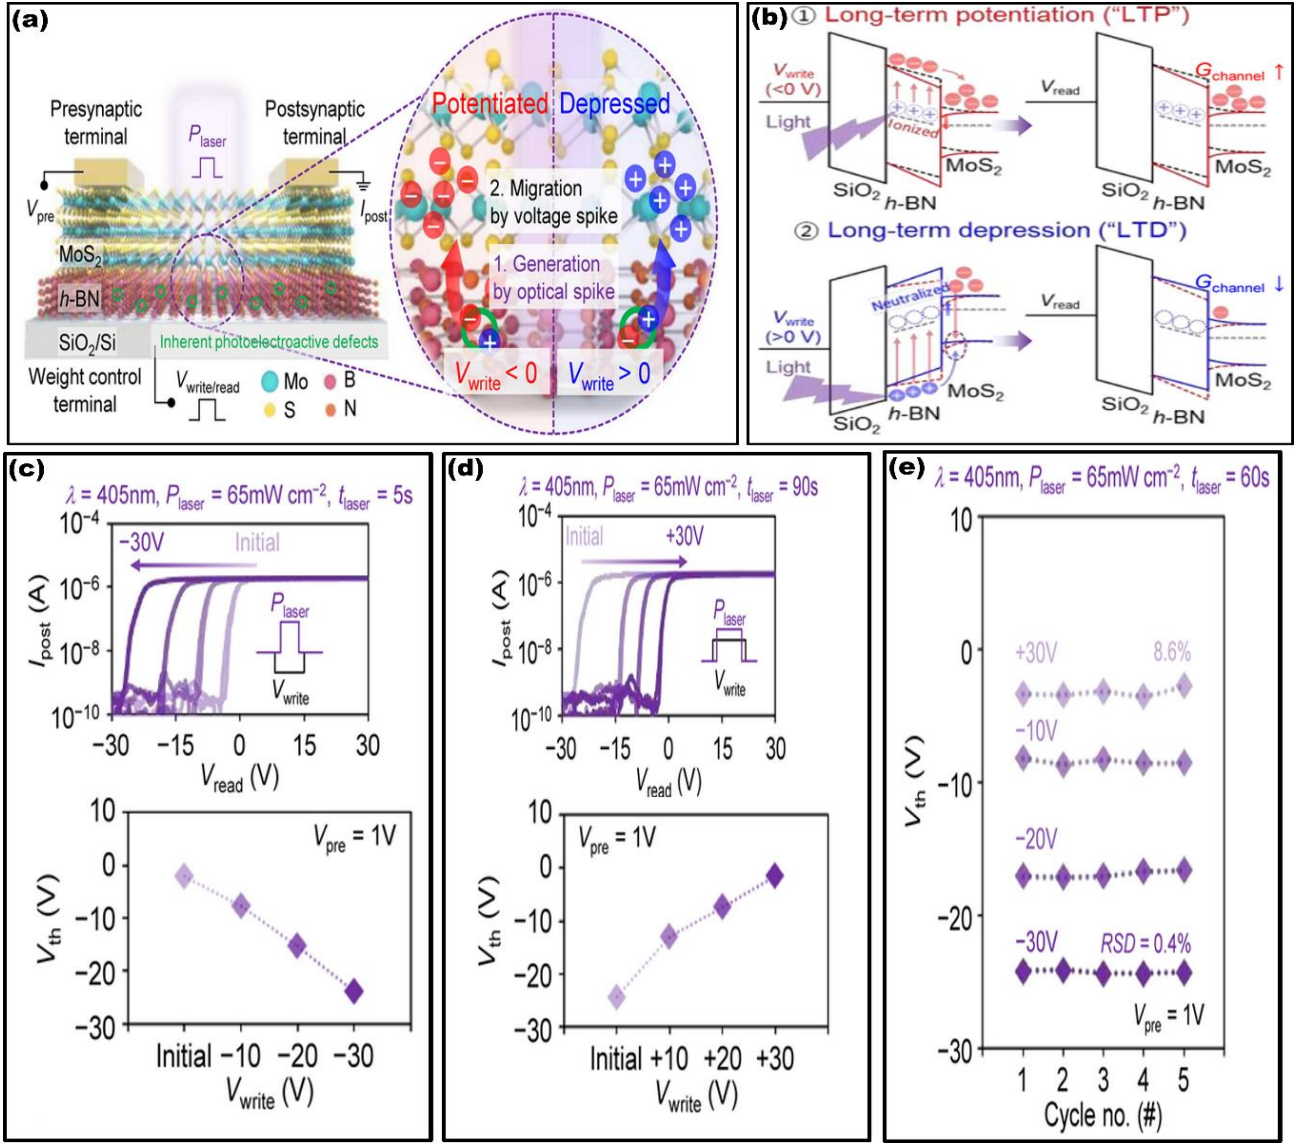 (a)
Presynaptic
terminal
Postsynaptic
terminal
Plaser
Vpre
Ipost
MoS2
h-BN
SiO2/Si
Inherent photoelectroactive defects
Weight control
terminal
Vwrite/read
Mo
B
S
N
Potentiated
Depressed
2. Migration
by voltage spike
1. Generation
by optical spike
Vwrite < 0
Vwrite > 0
(b)
① Long-term potentiation ("LTP")
Vwrite
(<0 V)
Light
Ionized
SiO2
h-BN
MoS2
Vread
Gchannel ↑
SiO2
h-BN
MoS2
② Long-term depression ("LTD")
Vwrite
(>0 V)
Light
Neutralized
SiO2
h-BN
MoS2
Vread
Gchannel ↓
SiO2
h-BN
MoS2
(c)
λ = 405nm, Plaser = 65mW cm⁻², tlaser = 5s
−30V
Initial
Plaser
Vwrite
Ipost (A)
10⁻⁴
10⁻⁶
10⁻⁸
10⁻¹⁰
−30 −15 0 15 30
Vread (V)
Vpre = 1V
Vth (V)
10
0
−10
−20
−30
Initial −10 −20 −30
Vwrite (V)
(d)
λ = 405nm, Plaser = 65mW cm⁻², tlaser = 90s
Initial
+30V
Plaser
Vwrite
Ipost (A)
10⁻⁴
10⁻⁶
10⁻⁸
10⁻¹⁰
−30 −15 0 15 30
Vread (V)
Vpre = 1V
Vth (V)
10
0
−10
−20
−30
Initial +10 +20 +30
Vwrite (V)
(e)
λ = 405nm, Plaser = 65mW cm⁻², tlaser = 60s
Vth (V)
10
0
−10
−20
−30
+30V
8.6%
−10V
−20V
−30V
RSD = 0.4%
Vpre = 1V
1 2 3 4 5
Cycle no. (#)